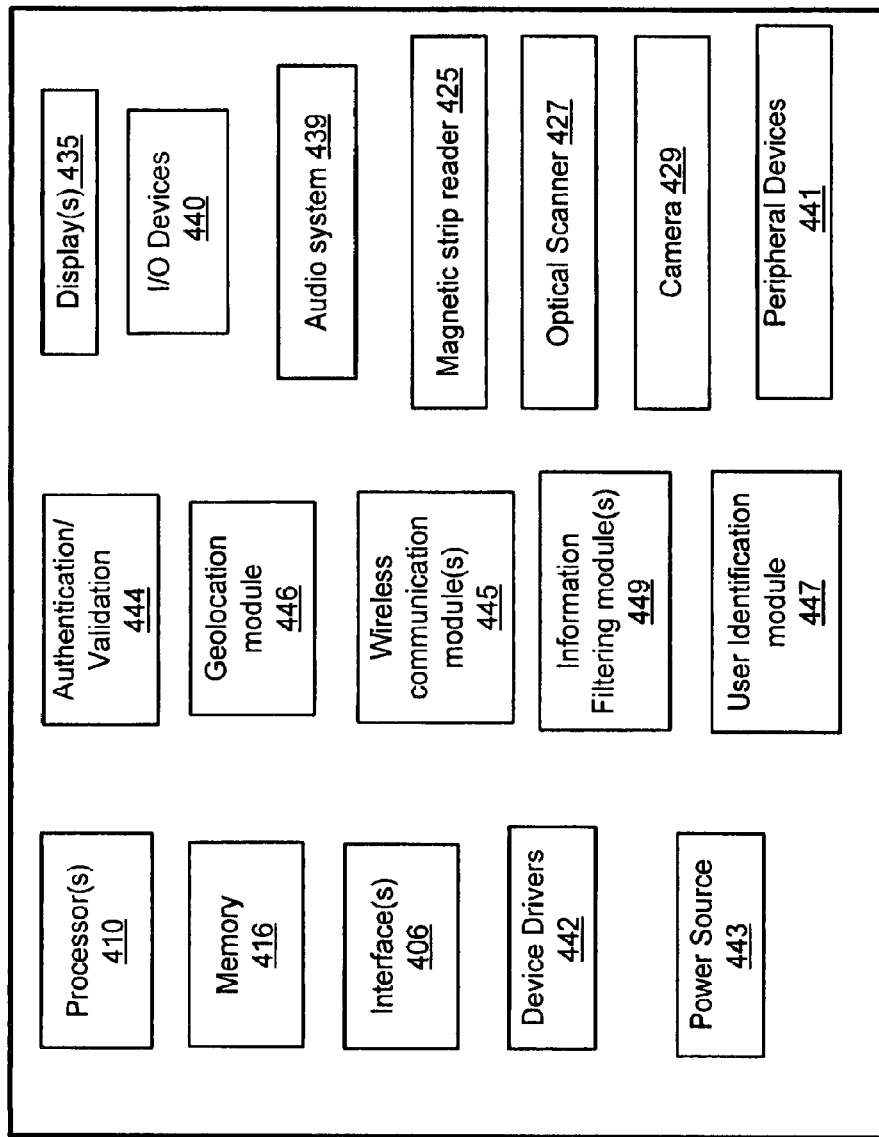 Processor(s)
410
Memory
416
Interface(s)
406
Device Drivers
442
Power Source
443
Authentication/
Validation
444
Geolocation
module
446
Wireless
communication
module(s)
445
Information
Filtering module(s)
449
User Identification
module
447
Display(s) 435
I/O Devices
440
Audio system 439
Magnetic strip reader 425
Optical Scanner 427
Camera 429
Peripheral Devices
441